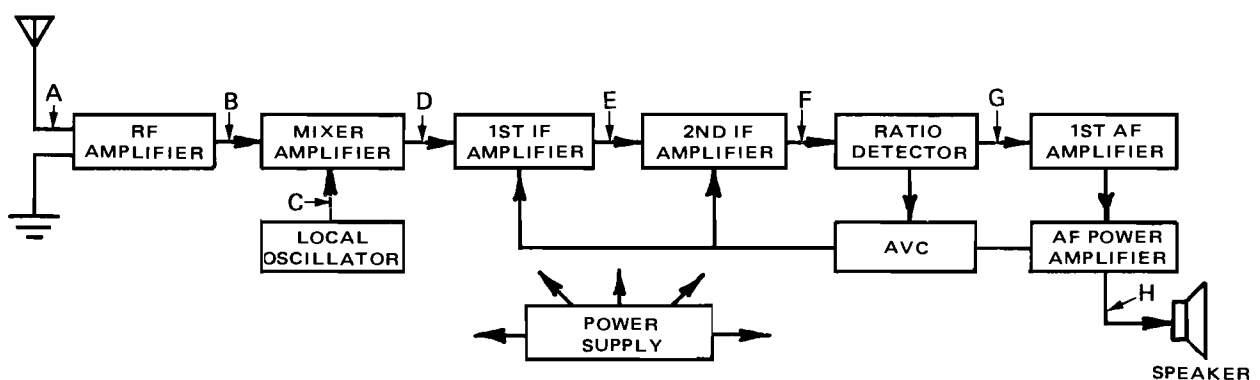 A
B
D
E
F
G
RF
AMPLIFIER
MIXER
AMPLIFIER
1ST IF
AMPLIFIER
2ND IF
AMPLIFIER
RATIO
DETECTOR
1ST AF
AMPLIFIER
C
LOCAL
OSCILLATOR
AVC
AF POWER
AMPLIFIER
H
POWER
SUPPLY
SPEAKER